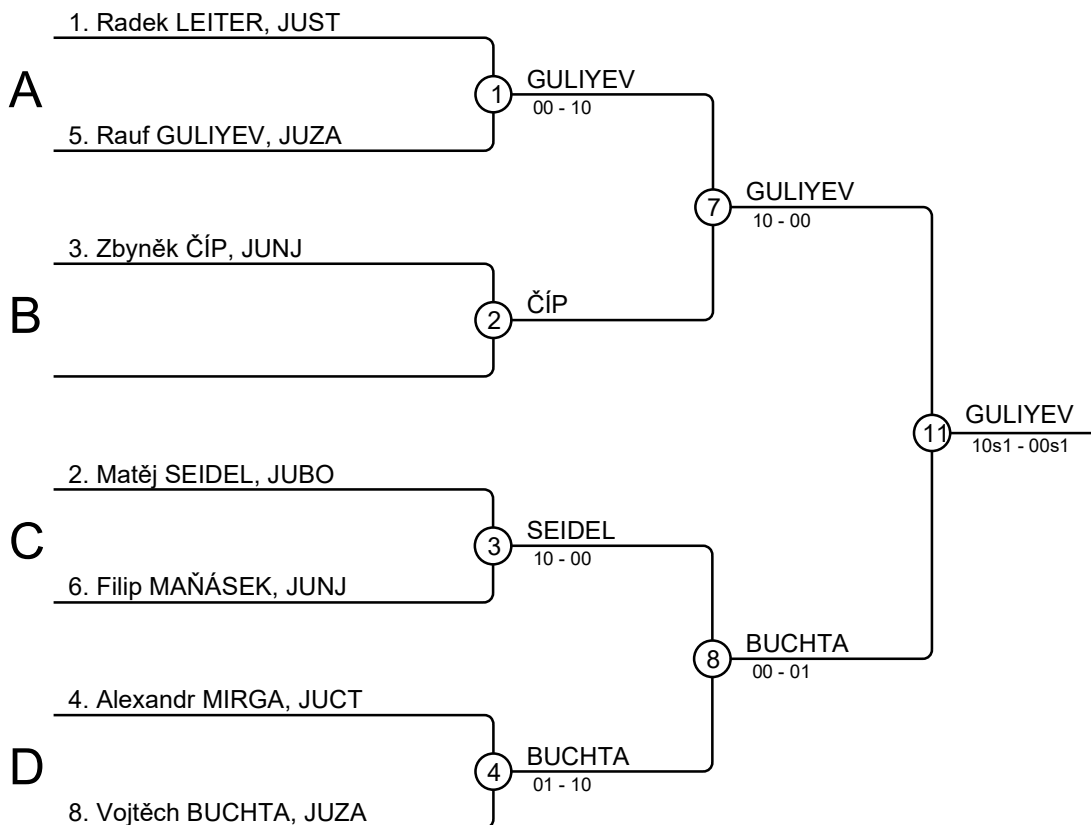 1. Radek LEITER, JUST
A
1
GULIYEV
00 - 10
5. Rauf GULIYEV, JUZA
7
GULIYEV
10 - 00
3. Zbyněk ČÍP, JUNJ
B
2
ČÍP
11
GULIYEV
10s1 - 00s1
2. Matěj SEIDEL, JUBO
C
3
SEIDEL
10 - 00
6. Filip MAŇÁSEK, JUNJ
8
BUCHTA
00 - 01
4. Alexandr MIRGA, JUCT
D
4
BUCHTA
01 - 10
8. Vojtěch BUCHTA, JUZA